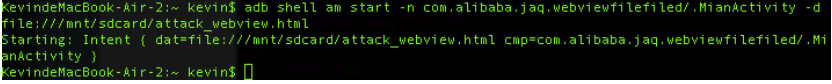 KevindeMacBook-Air-2:~ kevin$ adb shell am start -n com.alibaba.jaq.webviewfilefiled/.MianActivity -d
file:///mnt/sdcard/attack_webview.html
Starting: Intent { dat=file:///mnt/sdcard/attack_webview.html cmp=com.alibaba.jaq.webviewfilefiled/.Mi
anActivity }
KevindeMacBook-Air-2:~ kevin$